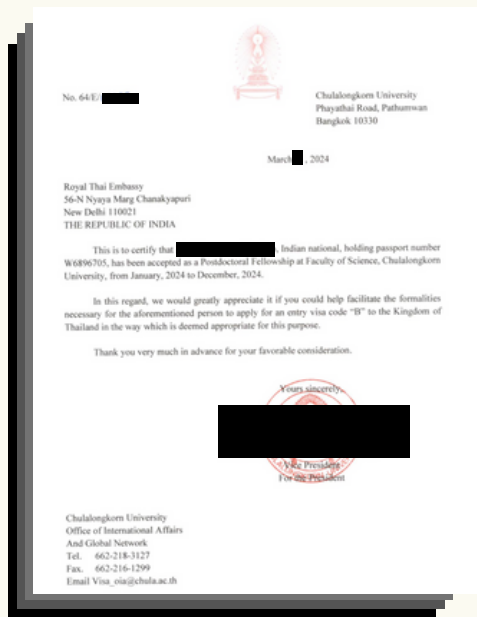 No. 64/E/
Chulalongkorn University
Phayathai Road, Pathumwan
Bangkok 10330
March , 2024
Royal Thai Embassy
56-N Nyaya Marg Chanakyapuri
New Delhi 110021
THE REPUBLIC OF INDIA
This is to certify that , Indian national, holding passport number
W6896705, has been accepted as a Postdoctoral Fellowship at Faculty of Science, Chulalongkorn
University, from January, 2024 to December, 2024.
In this regard, we would greatly appreciate it if you could help facilitate the formalities
necessary for the aforementioned person to apply for an entry visa code “B” to the Kingdom of
Thailand in the way which is deemed appropriate for this purpose.
Thank you very much in advance for your favorable consideration.
Yours sincerely,
Vice President
For the President
Chulalongkorn University
Office of International Affairs
And Global Network
Tel. 662-218-3127
Fax. 662-216-1299
Email Visa_oia@chula.ac.th